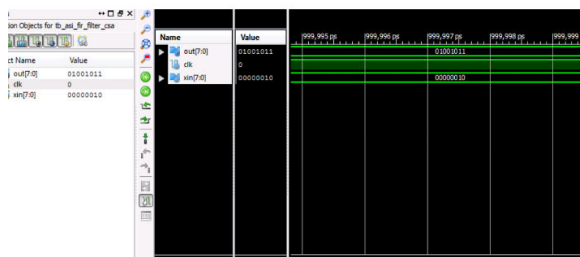 ion Objects for tb_asi_fir_filter_csa
ct Name Value
out[7:0] 01001011
clk 0
xin[7:0] 00000010
Name Value
out[7:0] 01001011
clk 0
xin[7:0] 00000010
999,995 ps 999,996 ps 999,997 ps 999,998 ps 999,999
01001011
00000010